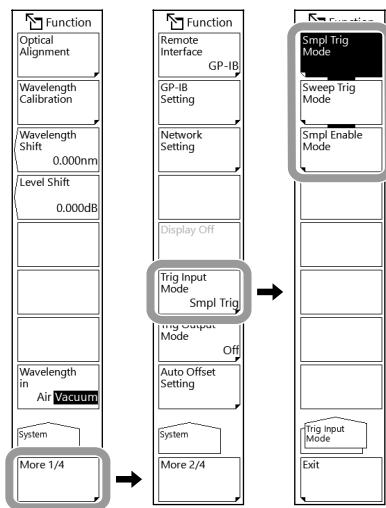 Function
Optical
Alignment
Wavelength
Calibration
Wavelength
Shift
0.000nm
Level Shift
0.000dB
Wavelength
in
Air Vacuum
System
More 1/4
Function
Remote
Interface
GP-IB
GP-IB
Setting
Network
Setting
Display Off
Trig Input
Mode
Smpl Trig
Trig Output
Mode
Off
Auto Offset
Setting
System
More 2/4
Function
Smpl Trig
Mode
Sweep Trig
Mode
Smpl Enable
Mode
Trig Input
Mode
Exit